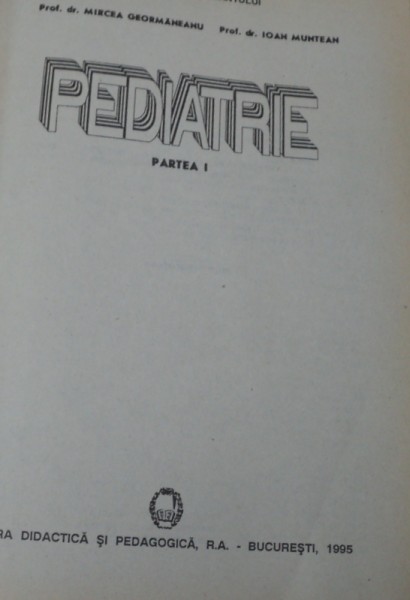 Prof. dr. MIRCEA GEORMĂNEANU Prof. dr. IOAN MUNTEAN
PEDIATRIE
PARTEA I
RA DIDACTICĂ ȘI PEDAGOGICĂ, R.A. - BUCUREȘTI, 1995